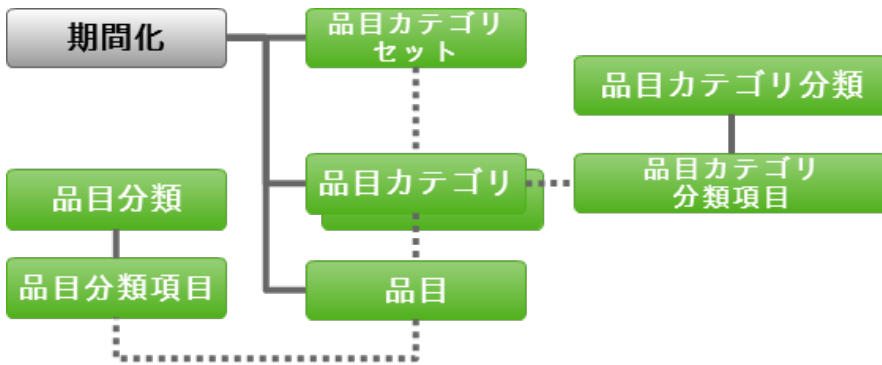 期間化
品目カテゴリ
セット
品目カテゴリ分類
品目カテゴリ
品目カテゴリ
分類項目
品目分類
品目分類項目
品目